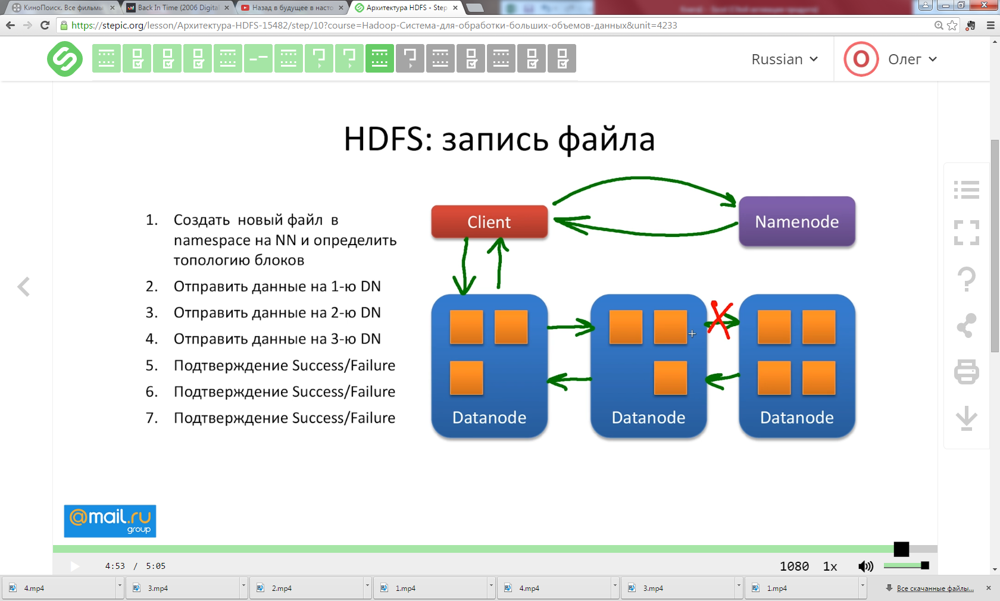 КиноПоиск. Все фильмы
Back In Time (2006 Digital
Назад в будущее в насто
Архитектура HDFS - Step
https://stepic.org/lesson/Архитектура-HDFS-15482/step/10?course=Hadoop-Система-для-обработки-больших-объемов-данных&unit=4233
Russian
О Олег
HDFS: запись файла
1. Создать новый файл в
namespace на NN и определить
топологию блоков
2. Отправить данные на 1-ю DN
3. Отправить данные на 2-ю DN
4. Отправить данные на 3-ю DN
5. Подтверждение Success/Failure
6. Подтверждение Success/Failure
7. Подтверждение Success/Failure
Client
Namenode
Datanode
Datanode
Datanode
@mail.ru
group
4:53 / 5:05
1080 1x
4.mp4
3.mp4
2.mp4
1.mp4
4.mp4
3.mp4
1.mp4
Все скачанные файлы...